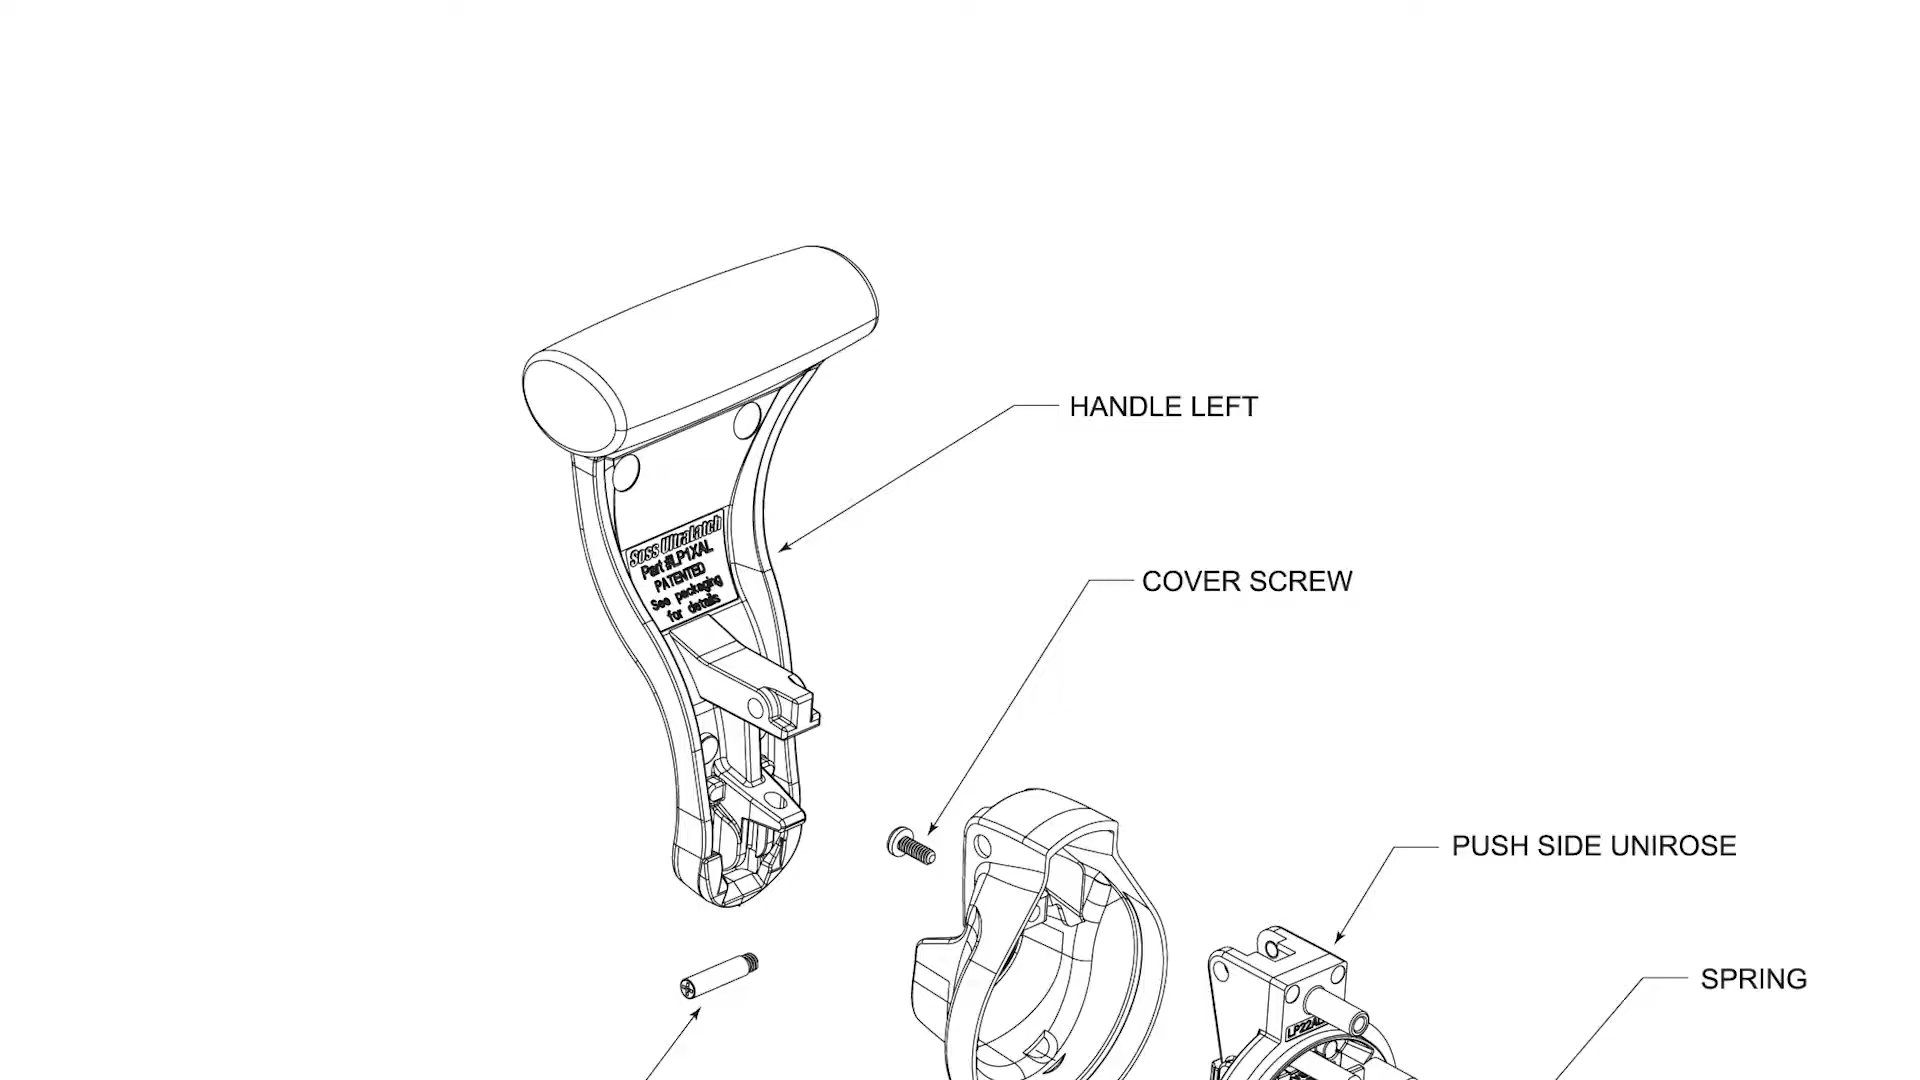 HANDLE LEFT
Soss UltraLatch
Part #LP1XAL
PATENTED
See packaging
for details
COVER SCREW
PUSH SIDE UNIROSE
SPRING